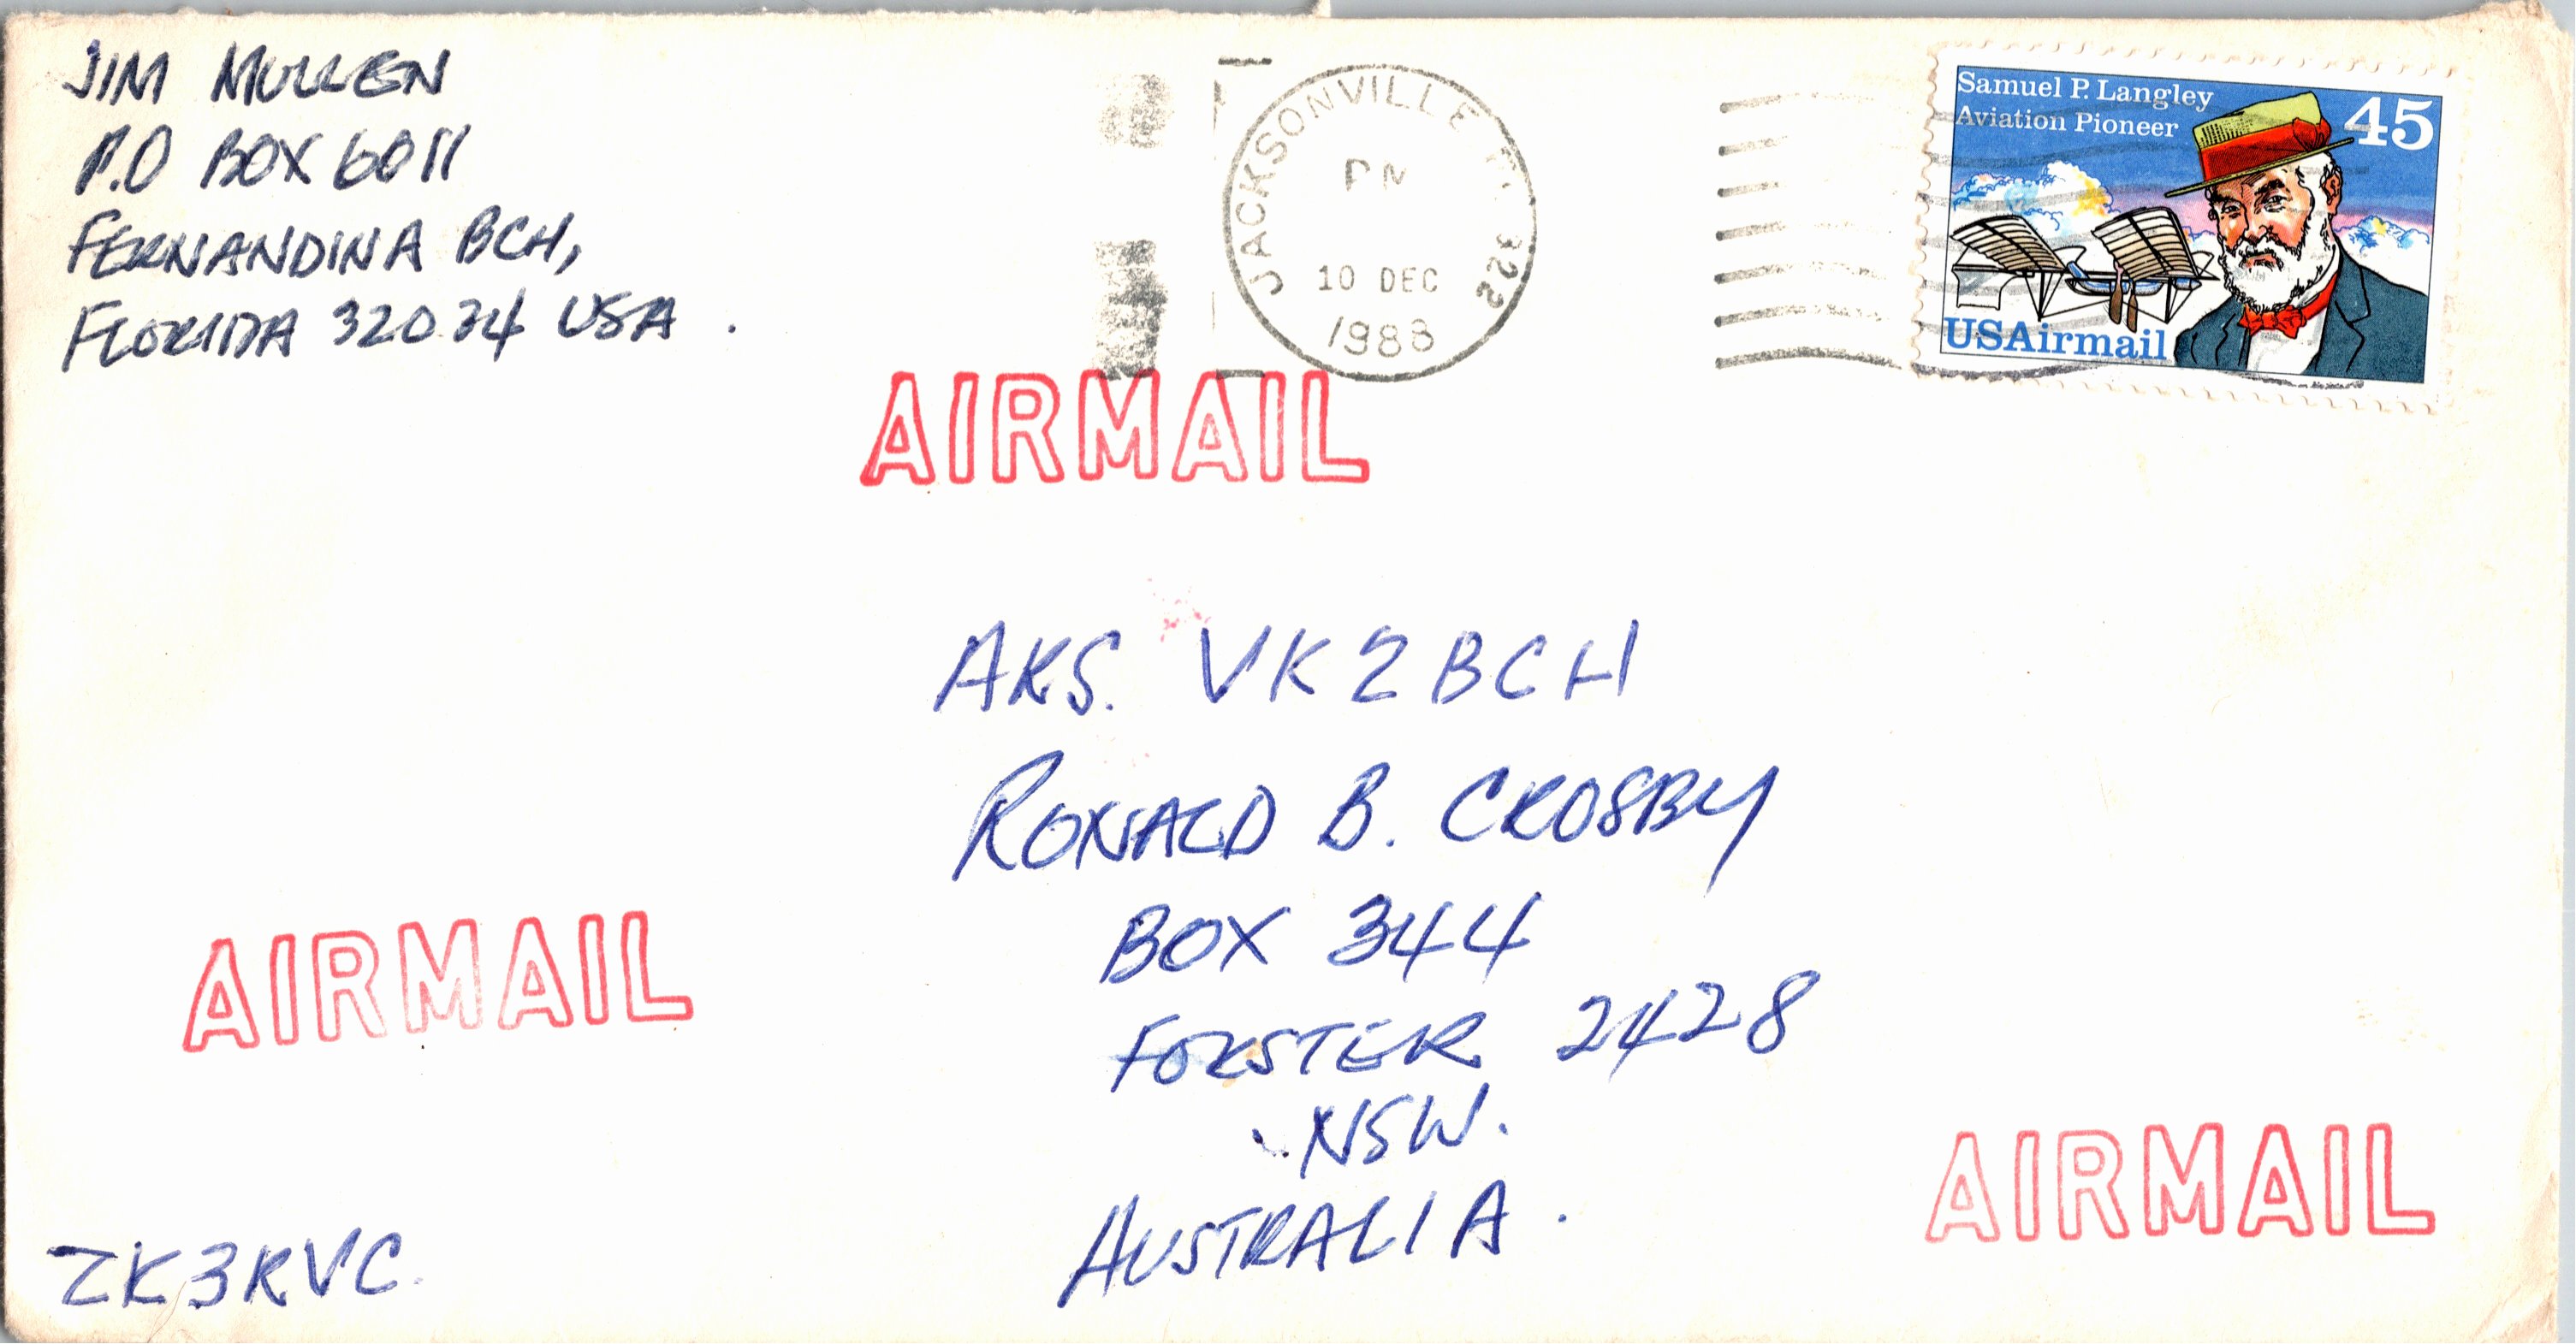 JIM MULLEN
P.O BOX 6011
FERNANDINA BCH,
FLORIDA 32034 USA .
JACKSONVILLE 322
PM
10 DEC
1988
Samuel P. Langley
Aviation Pioneer
45
USAirmail
AIRMAIL
AKS. VK2BCH
RONALD B. CROSBY
BOX 344
FORSTER 2428
NSW.
AUSTRALIA .
AIRMAIL
AIRMAIL
ZK3KVC.